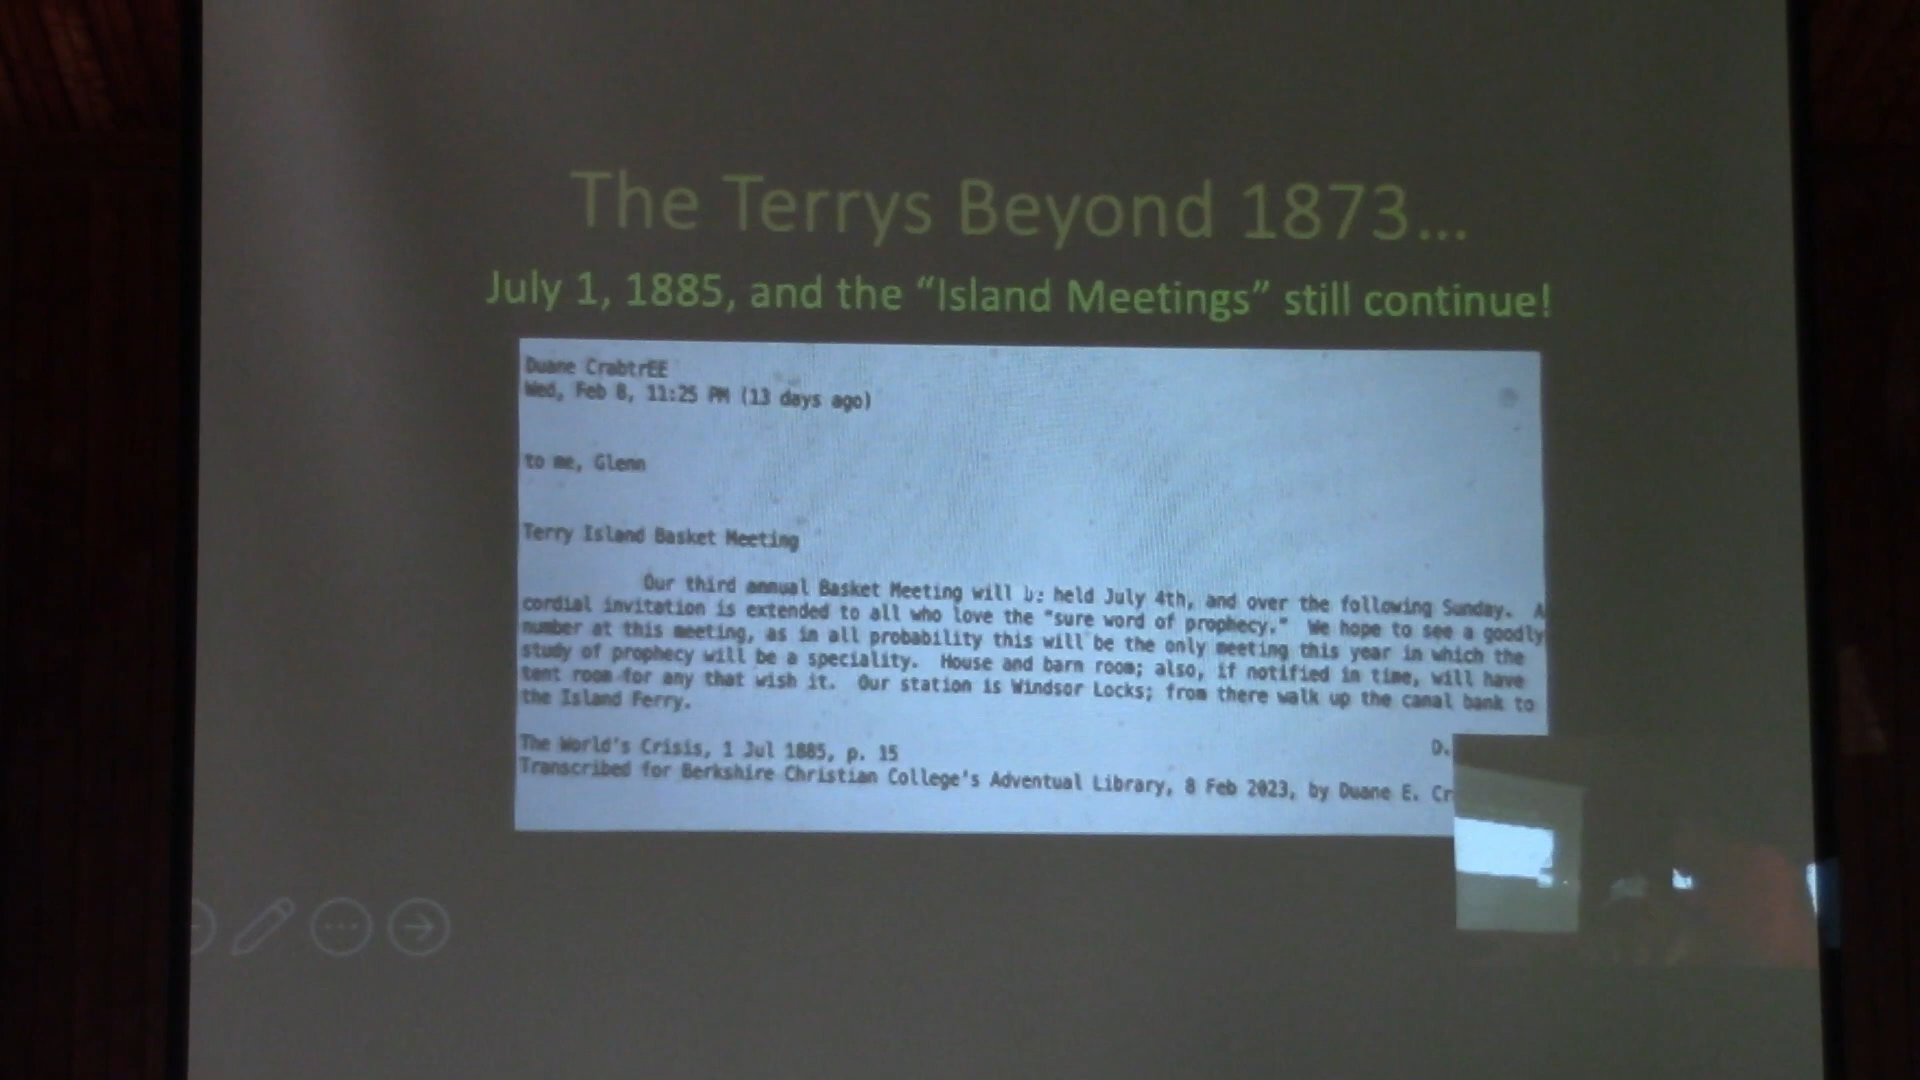 The Terrys Beyond 1873...
July 1, 1885, and the “Island Meetings” still continue!
Duane CrabtrEE
Wed, Feb 8, 11:25 PM (13 days ago)
to me, Glenn
Terry Island Basket Meeting
Our third annual Basket Meeting will be held July 4th, and over the following Sunday. A
cordial invitation is extended to all who love the "sure word of prophecy." We hope to see a goodly
number at this meeting, as in all probability this will be the only meeting this year in which the
study of prophecy will be a speciality. House and barn room; also, if notified in time, will have
tent room for any that wish it. Our station is Windsor Locks; from there walk up the canal bank to
the Island Ferry.
D.
The World's Crisis, 1 Jul 1885, p. 15
Transcribed for Berkshire Christian College's Adventual Library, 8 Feb 2023, by Duane E. Cr